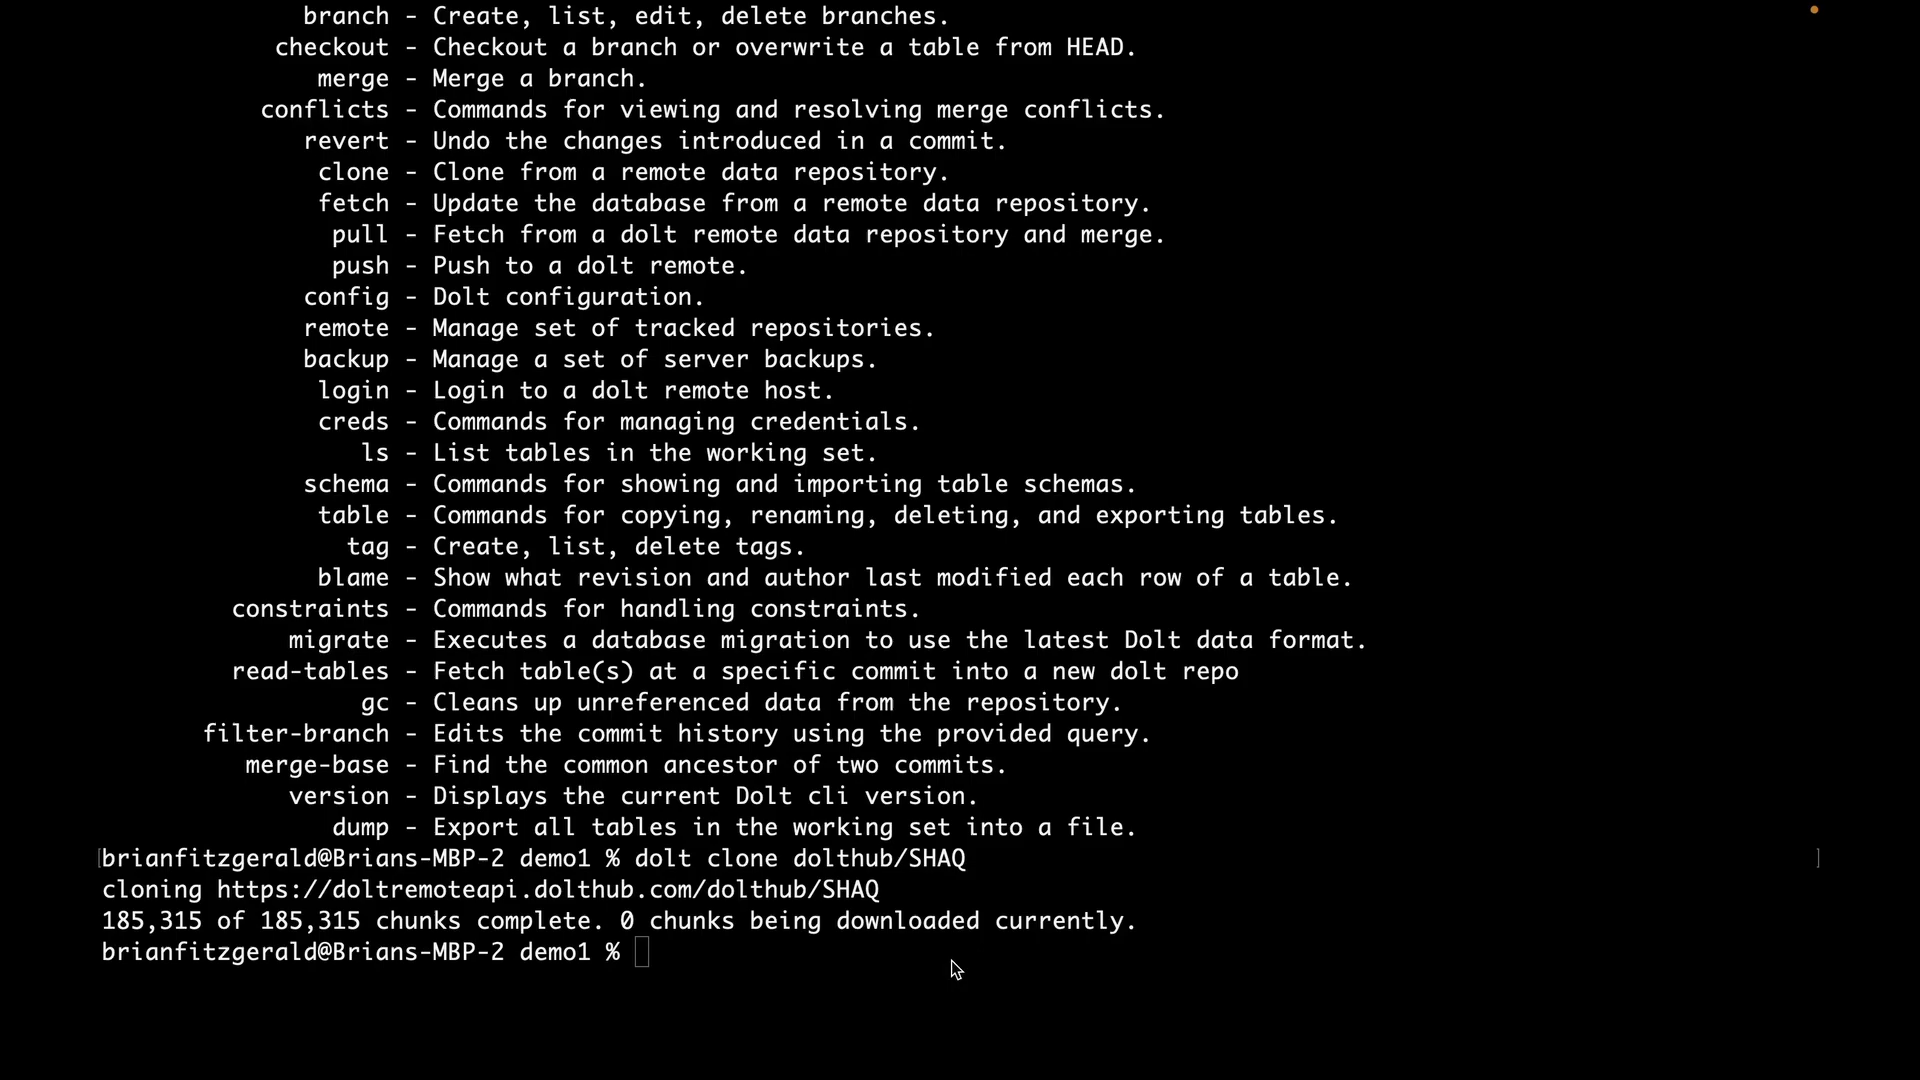 branch - Create, list, edit, delete branches.
checkout - Checkout a branch or overwrite a table from HEAD.
merge - Merge a branch.
conflicts - Commands for viewing and resolving merge conflicts.
revert - Undo the changes introduced in a commit.
clone - Clone from a remote data repository.
fetch - Update the database from a remote data repository.
pull - Fetch from a dolt remote data repository and merge.
push - Push to a dolt remote.
config - Dolt configuration.
remote - Manage set of tracked repositories.
backup - Manage a set of server backups.
login - Login to a dolt remote host.
creds - Commands for managing credentials.
ls - List tables in the working set.
schema - Commands for showing and importing table schemas.
table - Commands for copying, renaming, deleting, and exporting tables.
tag - Create, list, delete tags.
blame - Show what revision and author last modified each row of a table.
constraints - Commands for handling constraints.
migrate - Executes a database migration to use the latest Dolt data format.
read-tables - Fetch table(s) at a specific commit into a new dolt repo
gc - Cleans up unreferenced data from the repository.
filter-branch - Edits the commit history using the provided query.
merge-base - Find the common ancestor of two commits.
version - Displays the current Dolt cli version.
dump - Export all tables in the working set into a file.
[brianfitzgerald@Brians-MBP-2 demo1 % dolt clone dolthub/SHAQ ]
cloning https://doltremoteapi.dolthub.com/dolthub/SHAQ
185,315 of 185,315 chunks complete. 0 chunks being downloaded currently.
brianfitzgerald@Brians-MBP-2 demo1 %